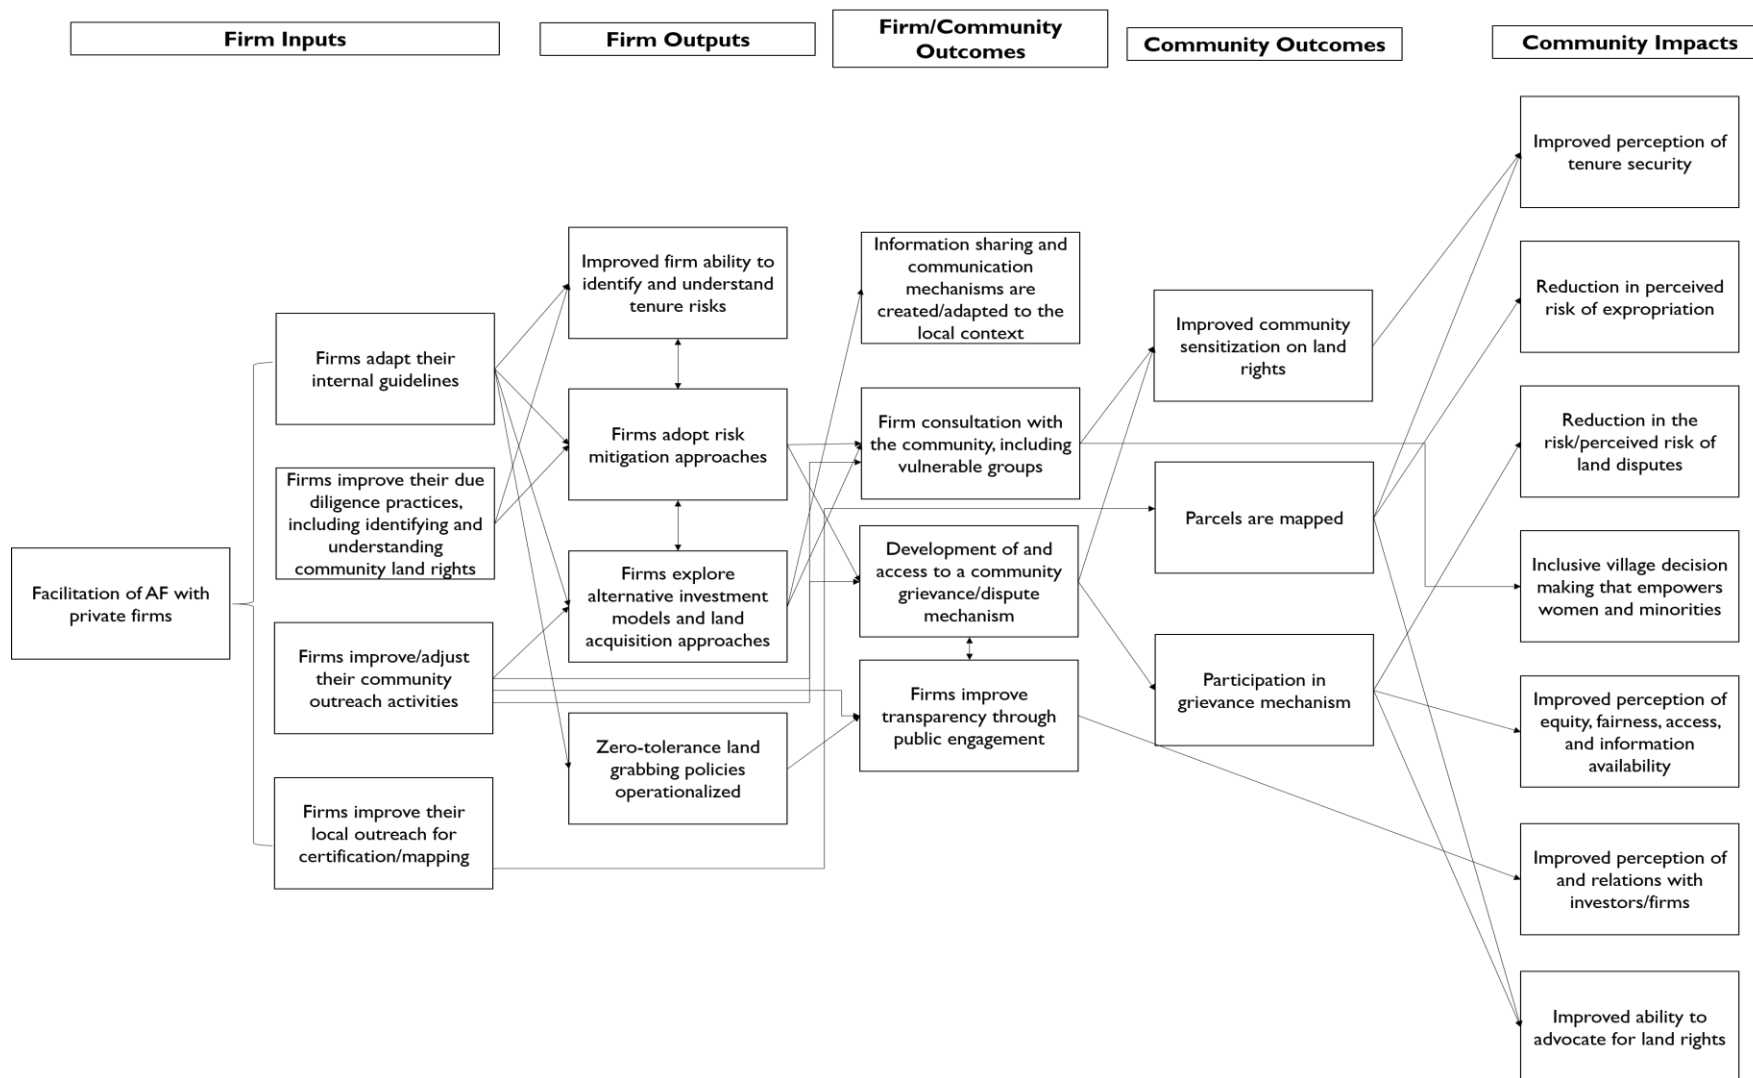 Firm Inputs
Firm Outputs
Firm/Community
Outcomes
Community Outcomes
Community Impacts
Facilitation of AF with
private firms
Firms adapt their
internal guidelines
Firms improve their due
diligence practices,
including identifying and
understanding
community land rights
Firms improve/adjust
their community
outreach activities
Firms improve their
local outreach for
certification/mapping
Improved firm ability to
identify and understand
tenure risks
Firms adopt risk
mitigation approaches
Firms explore
alternative investment
models and land
acquisition approaches
Zero-tolerance land
grabbing policies
operationalized
Information sharing and
communication
mechanisms are
created/adapted to the
local context
Firm consultation with
the community, including
vulnerable groups
Development of and
access to a community
grievance/dispute
mechanism
Firms improve
transparency through
public engagement
Improved community
sensitization on land
rights
Parcels are mapped
Participation in
grievance mechanism
Improved perception of
tenure security
Reduction in perceived
risk of expropriation
Reduction in the
risk/perceived risk of
land disputes
Inclusive village decision
making that empowers
women and minorities
Improved perception of
equity, fairness, access,
and information
availability
Improved perception of
and relations with
investors/firms
Improved ability to
advocate for land rights